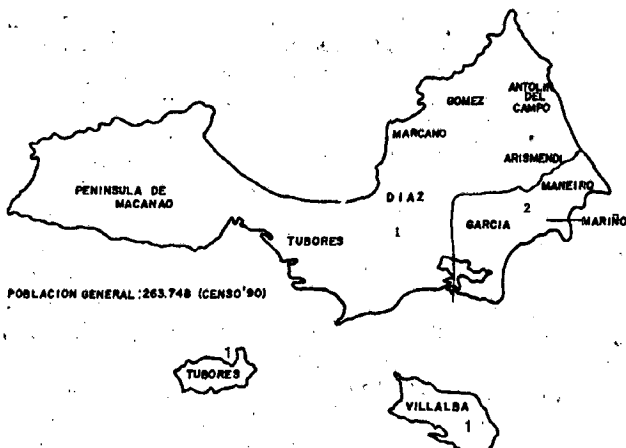 GOMEZ
ANTOLIN
DEL
CAMPO
MARCANO
ARISMENDI
PENINSULA DE
MACANAO
MANEIRO
DIAZ
2
GARCIA
MARIÑO
TUBORES
1
POBLACION GENERAL:263.748 (CENSO'90)
1
TUBORES
VILLALBA
1